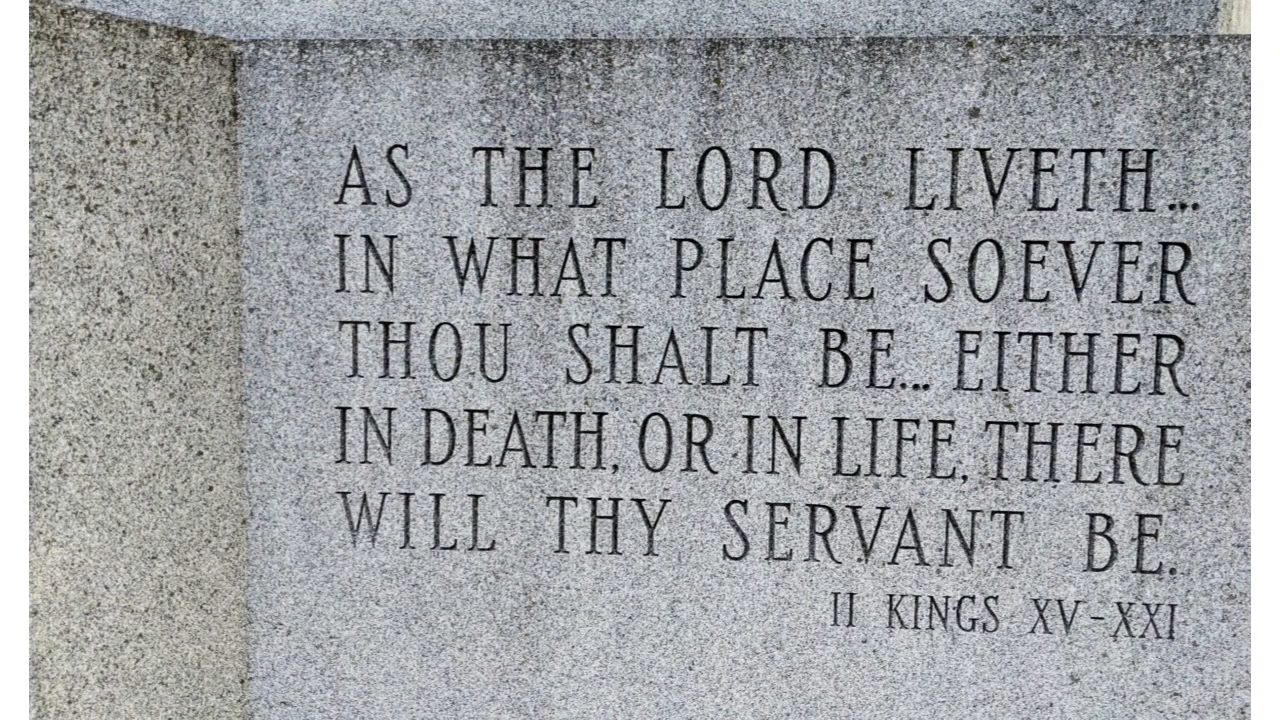 AS THE LORD LIVETH...
IN WHAT PLACE SOEVER
THOU SHALT BE... EITHER
IN DEATH, OR IN LIFE, THERE
WILL THY SERVANT BE.
II KINGS XV-XXI